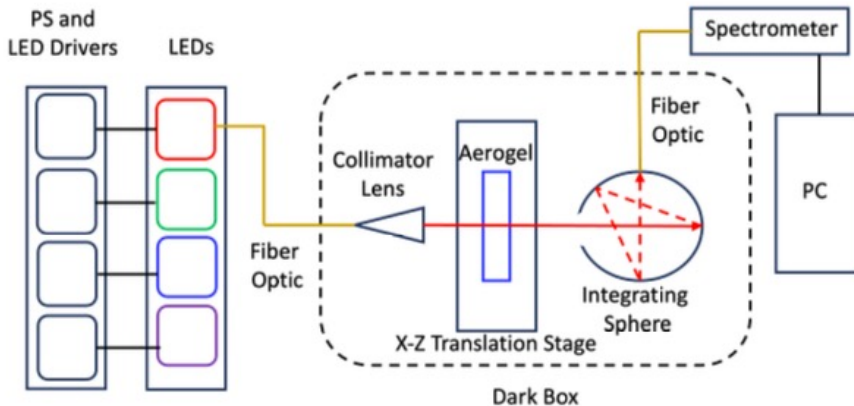 PS and
LED Drivers
LEDs
Spectrometer
Fiber
Optic
PC
Collimator
Lens
Aerogel
Fiber
Optic
Integrating
Sphere
X-Z Translation Stage
Dark Box